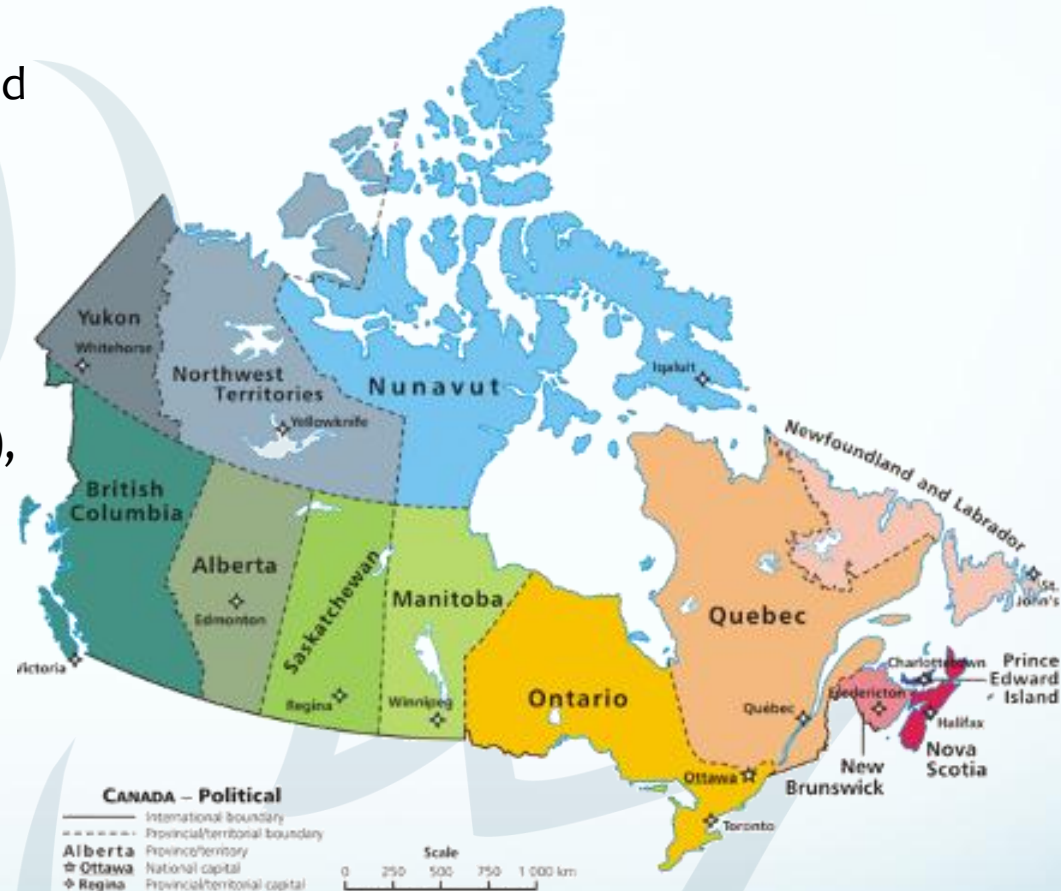 d
),
Yukon
Whitehorse
Northwest
Territories
Yellowknife
Nunavut
Iqaluit
Newfoundland and Labrador
St.
John's
British
Columbia
Alberta
Edmonton
Saskatchewan
Regina
Manitoba
Winnipeg
Victoria
Ontario
Ottawa
Toronto
Quebec
Québec
Charlottetown
Prince
Edward
Island
Fredericton
Halifax
Nova
Scotia
New
Brunswick
CANADA – Political
International boundary
Provincial/territorial boundary
Alberta Province/territory
Ottawa National capital
Regina Provincial/territorial capital
Scale
0 250 500 750 1 000 km